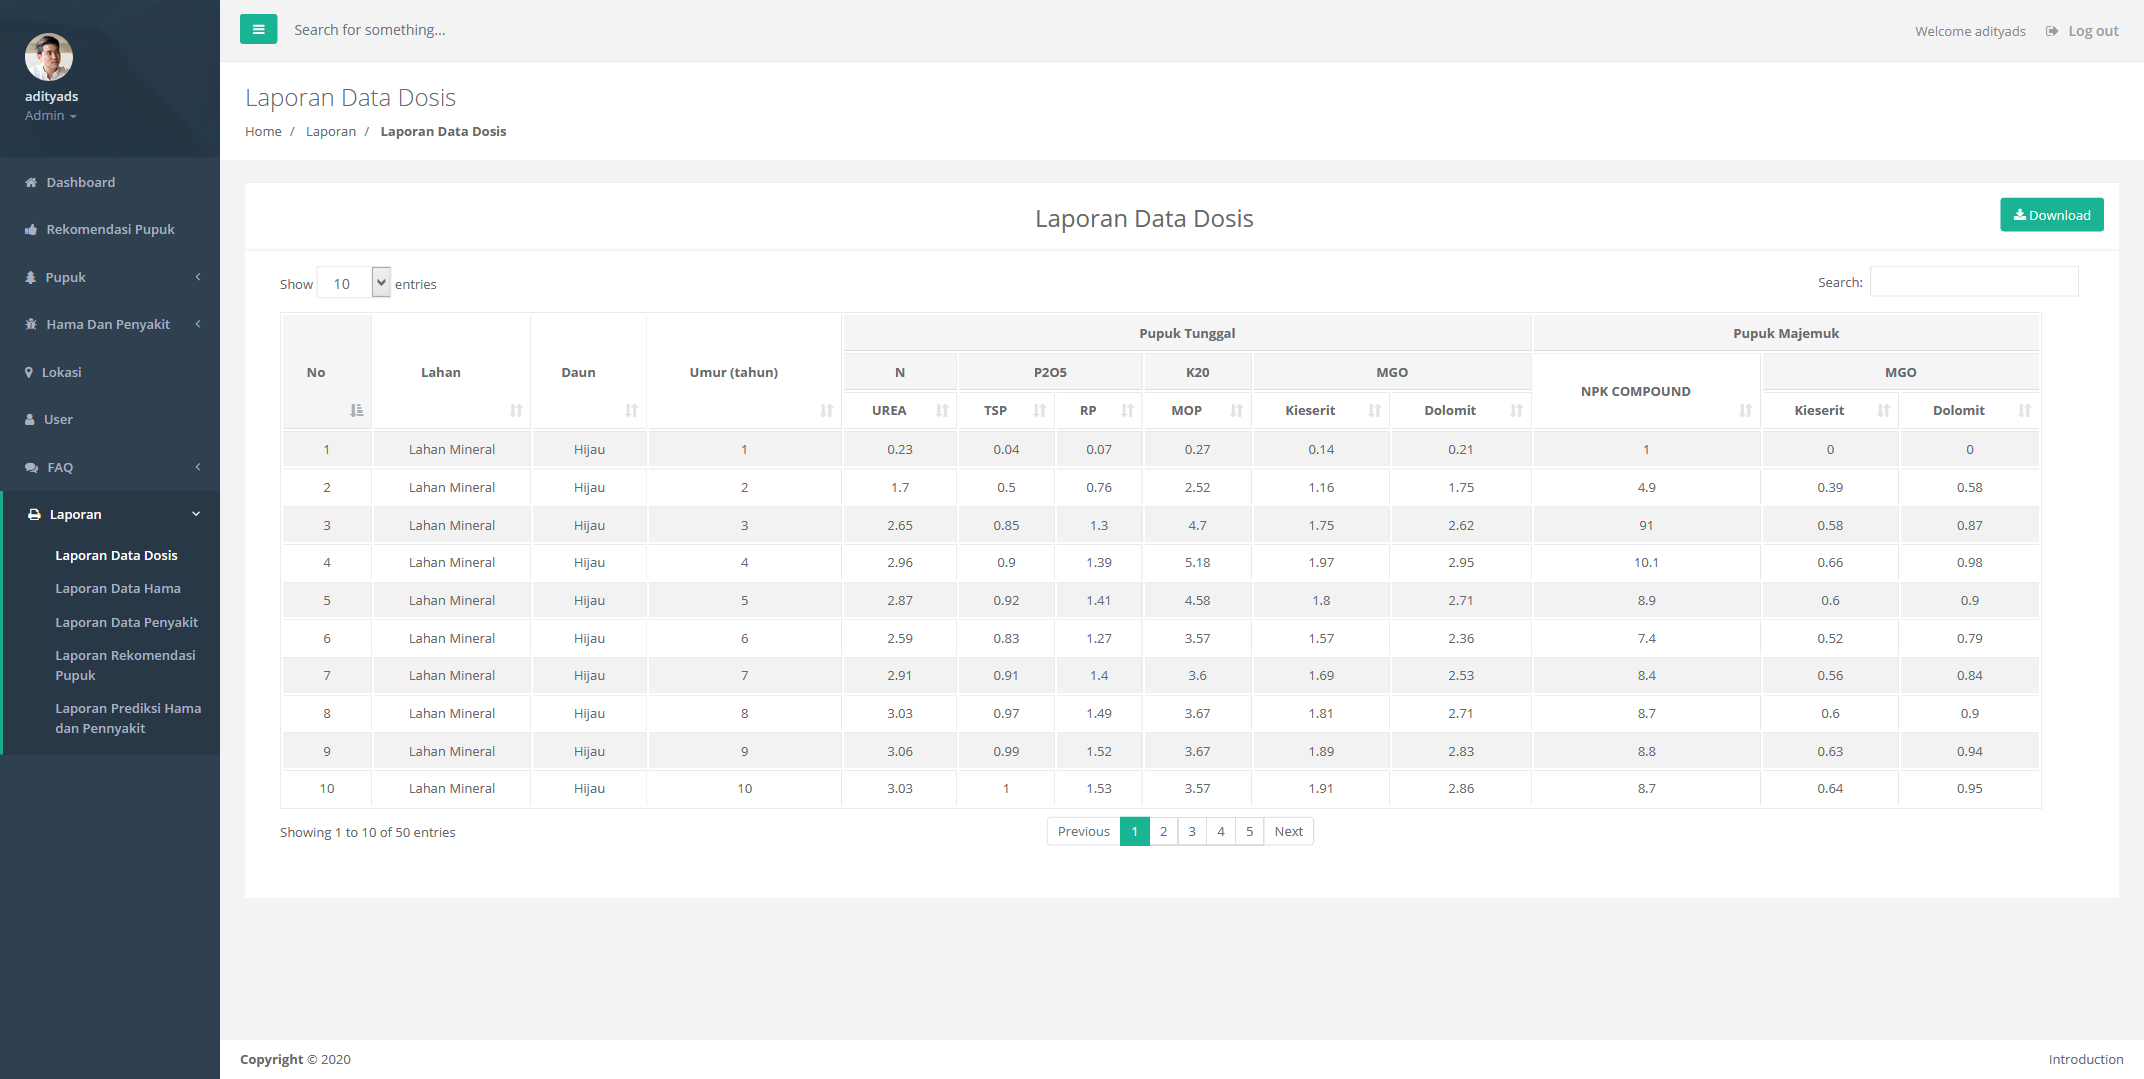 adityads
Admin
Dashboard
Rekomendasi Pupuk
Pupuk
Hama Dan Penyakit
Lokasi
User
FAQ
Laporan
Laporan Data Dosis
Laporan Data Hama
Laporan Data Penyakit
Laporan Rekomendasi
Pupuk
Laporan Prediksi Hama
dan Pennyakit
Search for something...
Welcome adityads Log out
Laporan Data Dosis
Home / Laporan / Laporan Data Dosis
Laporan Data Dosis
Download
Show 10 entries
Search:
Pupuk Tunggal Pupuk Majemuk
No Lahan Daun Umur (tahun) N P2O5 K20 MGO NPK COMPOUND MGO
UREA TSP RP MOP Kieserit Dolomit Kieserit Dolomit
1 Lahan Mineral Hijau 1 0.23 0.04 0.07 0.27 0.14 0.21 1 0 0
2 Lahan Mineral Hijau 2 1.7 0.5 0.76 2.52 1.16 1.75 4.9 0.39 0.58
3 Lahan Mineral Hijau 3 2.65 0.85 1.3 4.7 1.75 2.62 91 0.58 0.87
4 Lahan Mineral Hijau 4 2.96 0.9 1.39 5.18 1.97 2.95 10.1 0.66 0.98
5 Lahan Mineral Hijau 5 2.87 0.92 1.41 4.58 1.8 2.71 8.9 0.6 0.9
6 Lahan Mineral Hijau 6 2.59 0.83 1.27 3.57 1.57 2.36 7.4 0.52 0.79
7 Lahan Mineral Hijau 7 2.91 0.91 1.4 3.6 1.69 2.53 8.4 0.56 0.84
8 Lahan Mineral Hijau 8 3.03 0.97 1.49 3.67 1.81 2.71 8.7 0.6 0.9
9 Lahan Mineral Hijau 9 3.06 0.99 1.52 3.67 1.89 2.83 8.8 0.63 0.94
10 Lahan Mineral Hijau 10 3.03 1 1.53 3.57 1.91 2.86 8.7 0.64 0.95
Showing 1 to 10 of 50 entries
Previous 1 2 3 4 5 Next
Copyright © 2020
Introduction